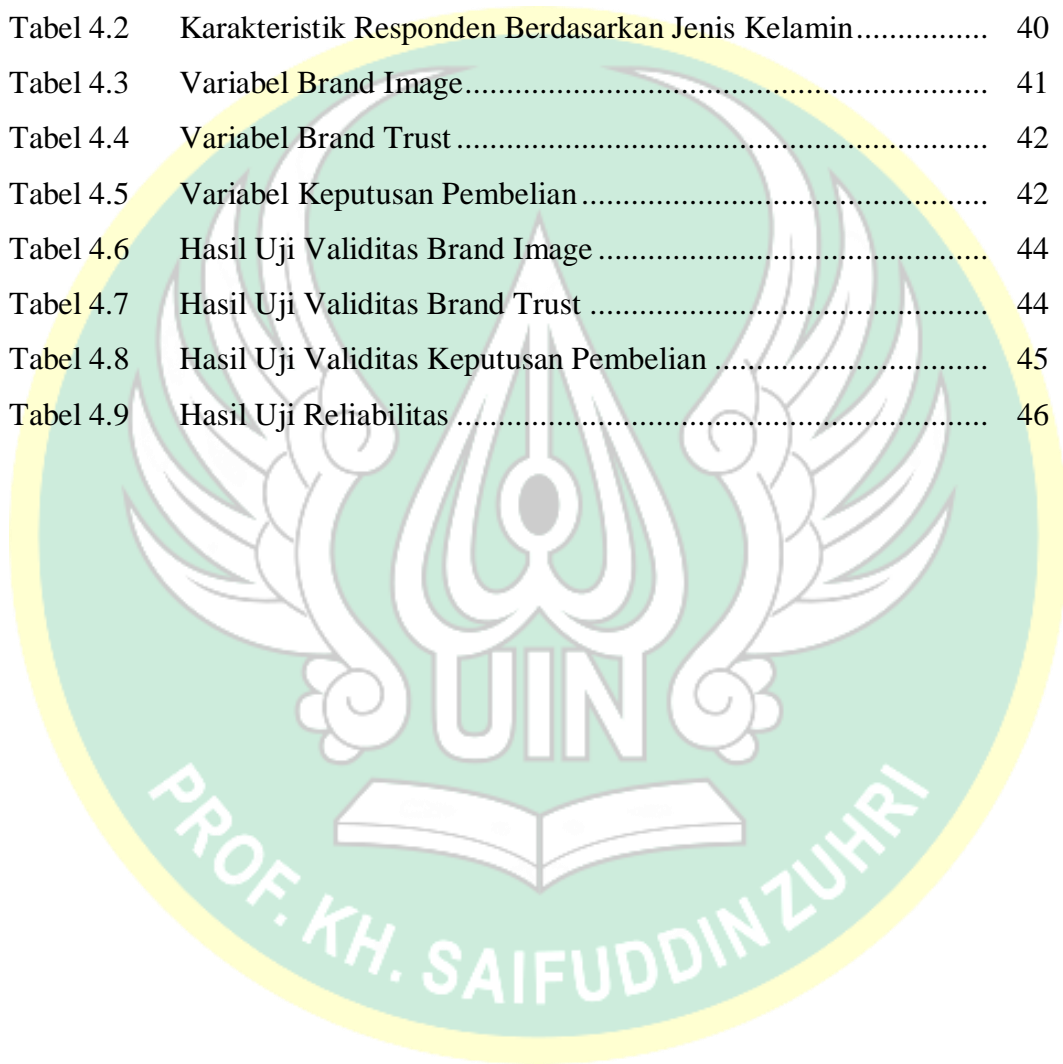 Tabel 4.2 Karakteristik Responden Berdasarkan Jenis Kelamin................ 40
Tabel 4.3 Variabel Brand Image.................................................................. 41
Tabel 4.4 Variabel Brand Trust .................................................................. 42
Tabel 4.5 Variabel Keputusan Pembelian.................................................... 42
Tabel 4.6 Hasil Uji Validitas Brand Image .................................................. 44
Tabel 4.7 Hasil Uji Validitas Brand Trust ................................................... 44
Tabel 4.8 Hasil Uji Validitas Keputusan Pembelian ................................... 45
Tabel 4.9 Hasil Uji Reliabilitas .................................................................... 46
UIN
PROF. KH. SAIFUDDIN ZUHRI